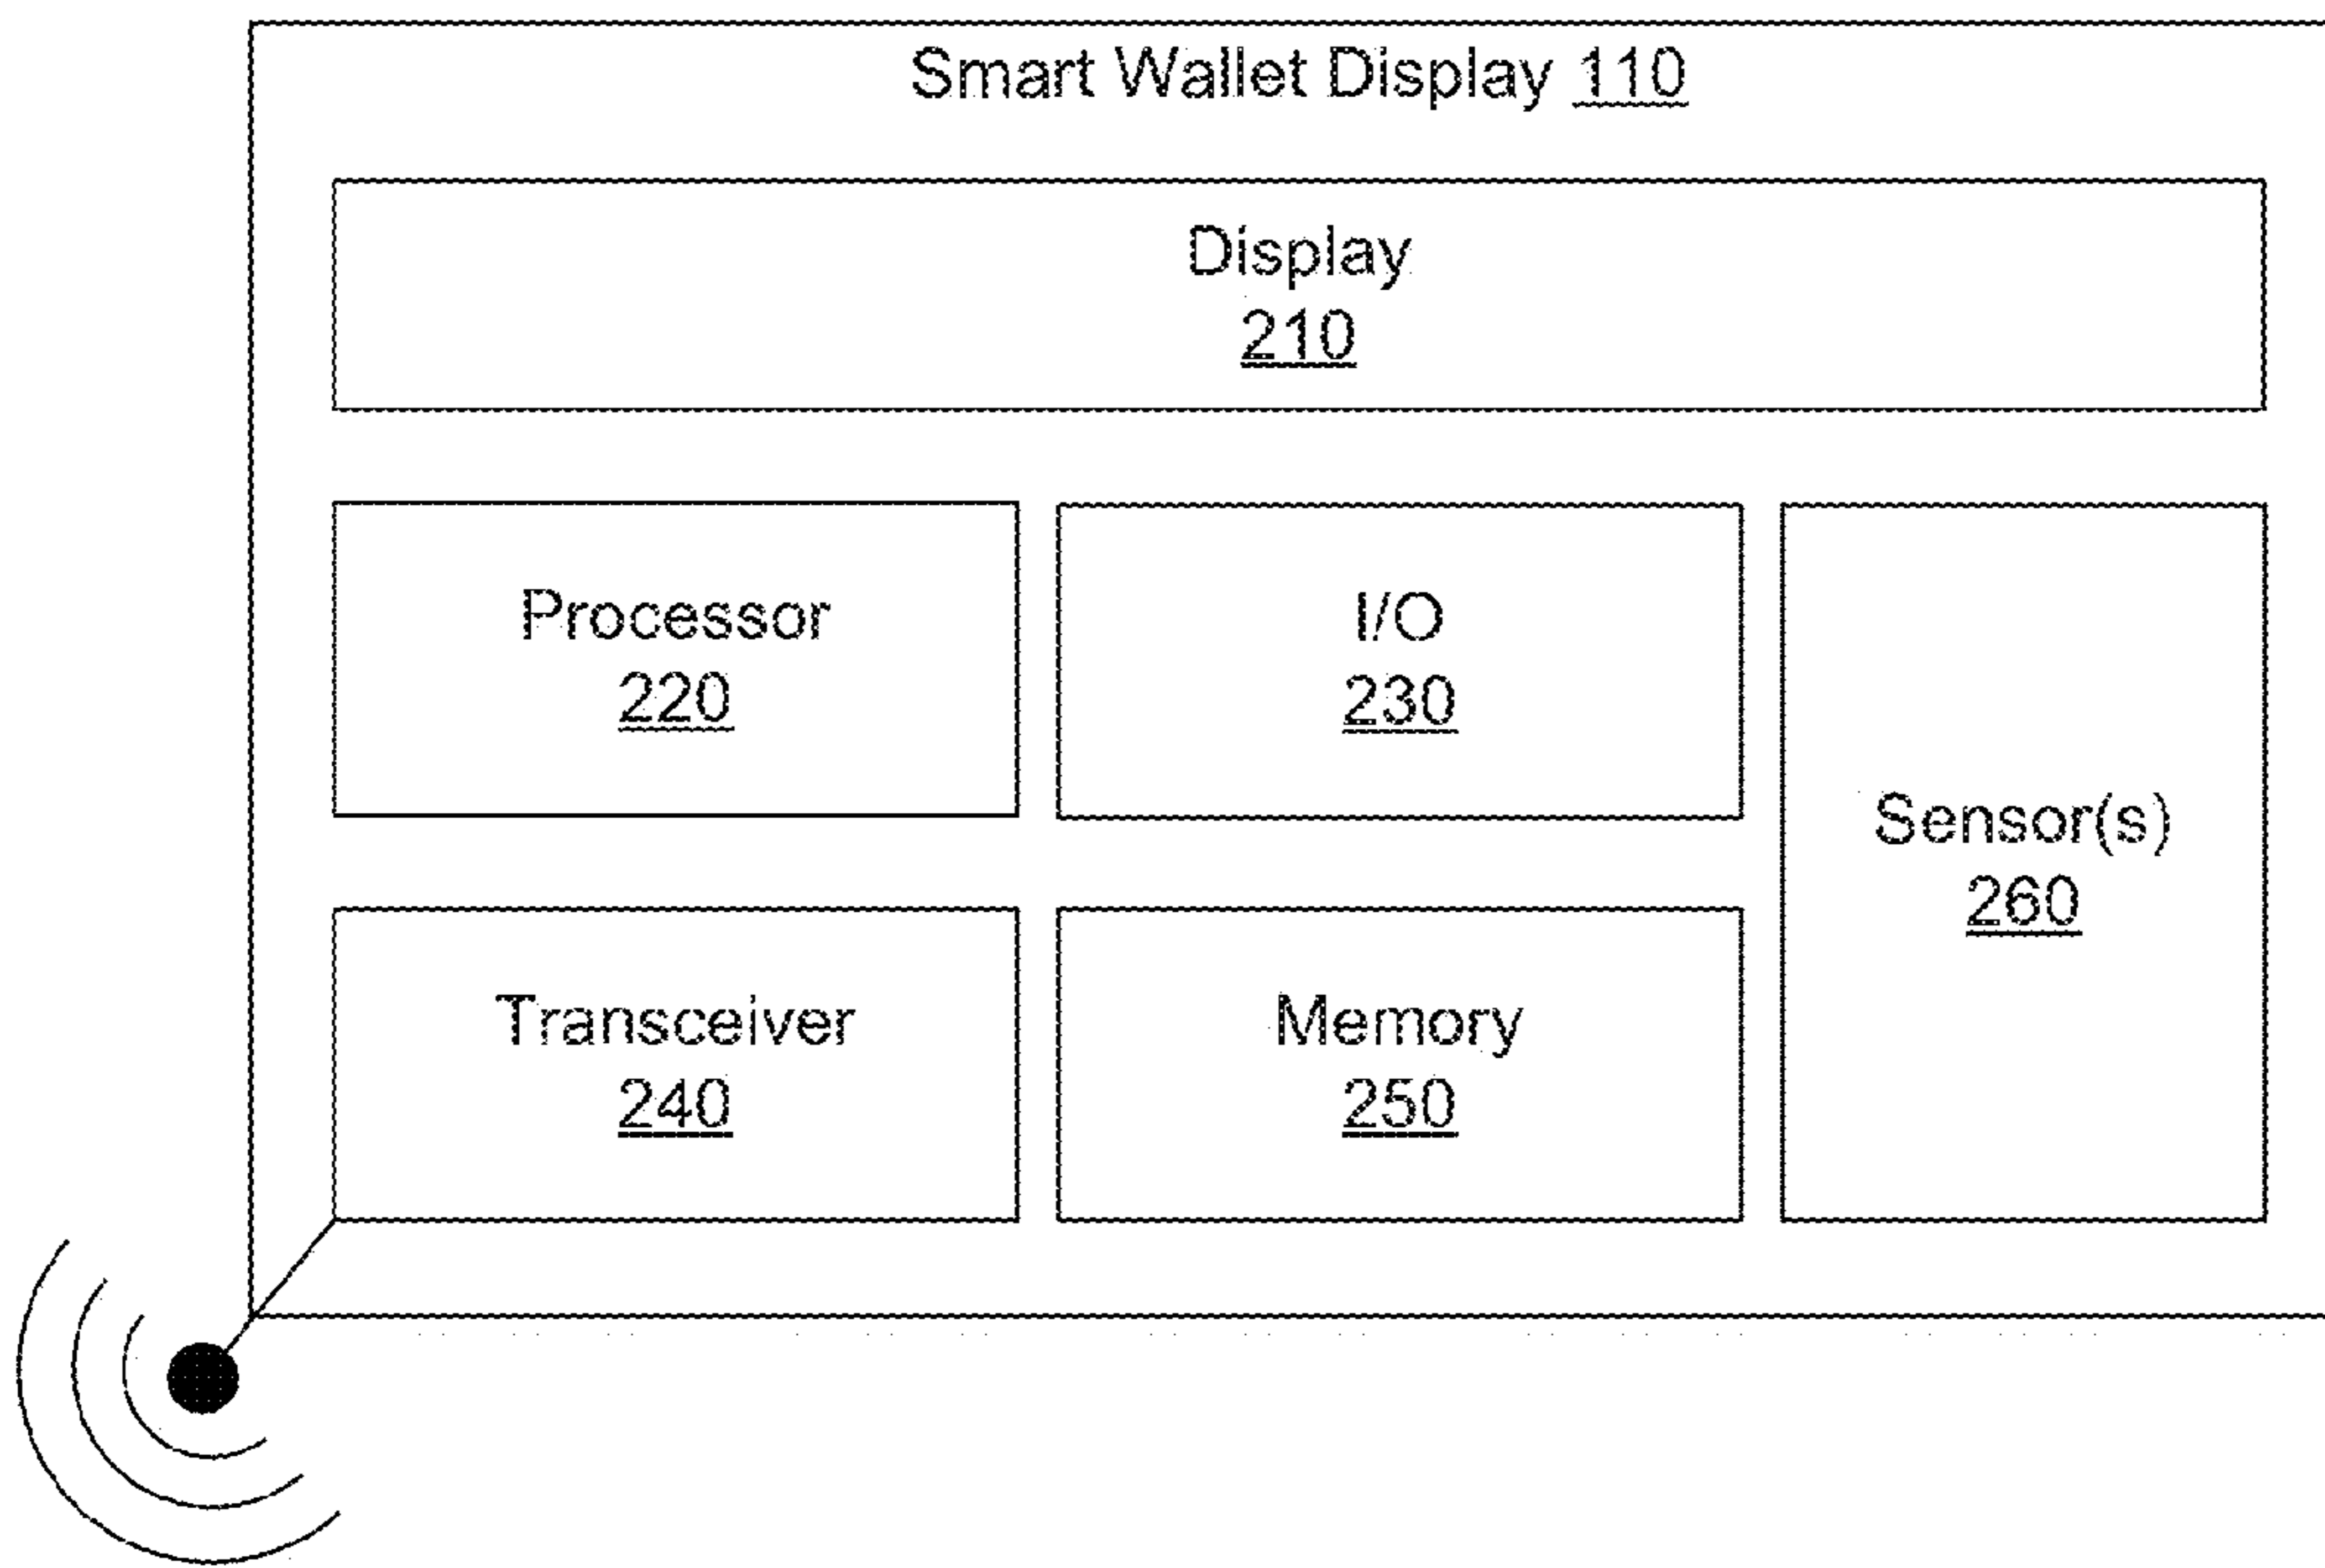 Smart Wallet Display 110
Display
210
Processor
220
I/O
230
Sensor(s)
260
Transceiver
240
Memory
250